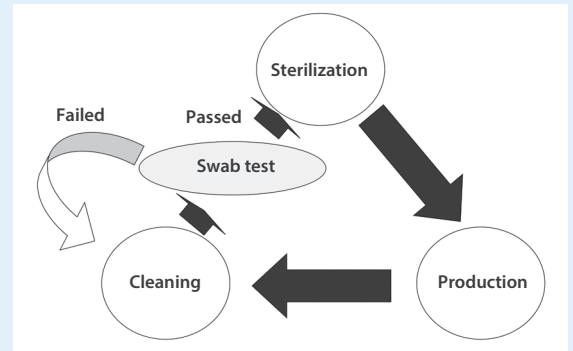 Sterilization
Failed
Passed
Swab test
Cleaning
Production